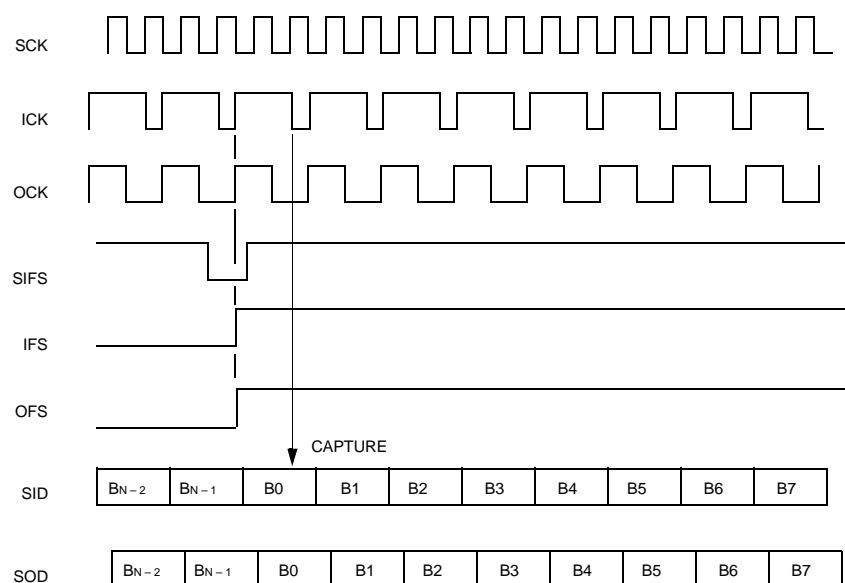 SCK
ICK
OCK
SIFS
IFS
OFS
CAPTURE
SID BN – 2 BN – 1 B0 B1 B2 B3 B4 B5 B6 B7
SOD BN – 2 BN – 1 B0 B1 B2 B3 B4 B5 B6 B7